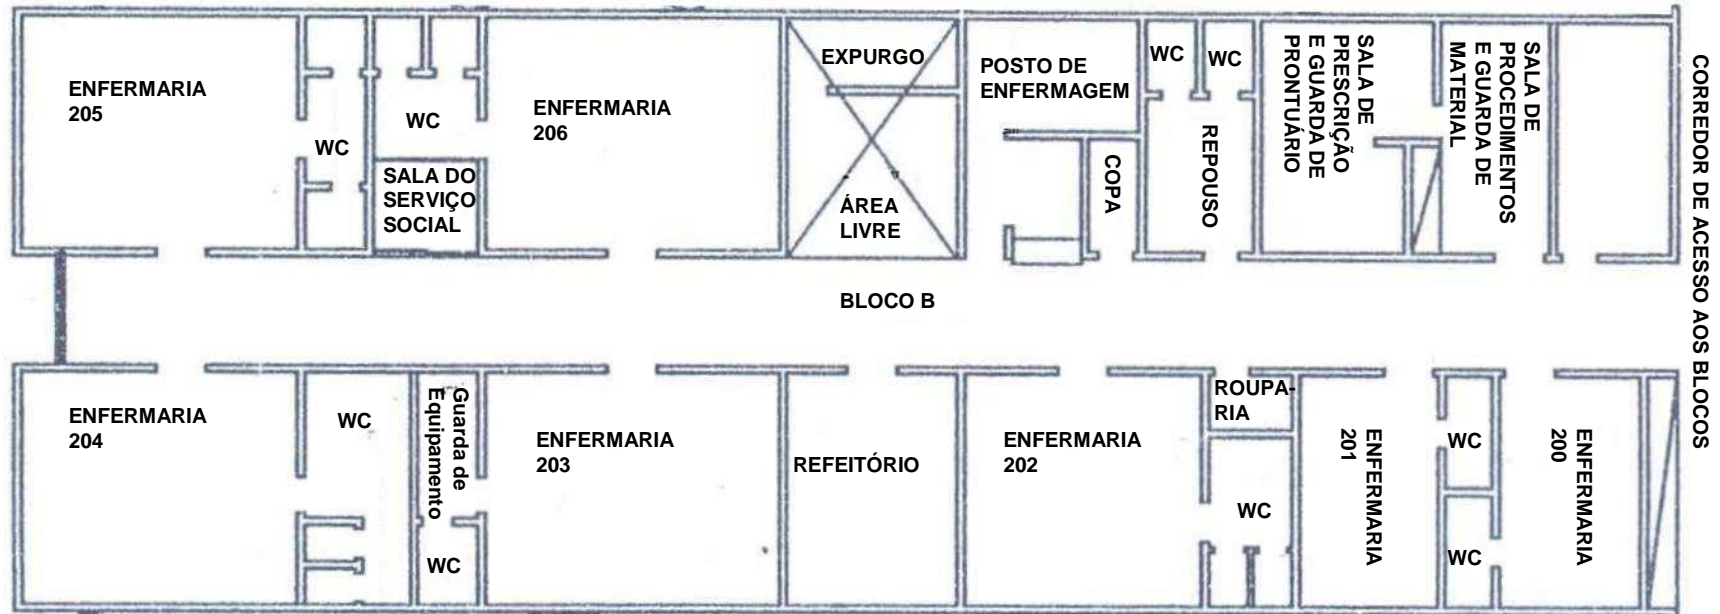 ENFERMARIA
205
WC
WC
SALA DO
SERVIÇO
SOCIAL
ENFERMARIA
206
EXPURGO
ÁREA
LIVRE
POSTO DE
ENFERMAGEM
COPA
WC
WC
REPOUSO
SALA DE
PRESCRIÇÃO
E GUARDA DE
PRONTUÁRIO
SALA DE
PROCEDIMENTOS
E GUARDA DE
MATERIAL
CORREDOR DE ACESSO AOS BLOCOS
BLOCO B
ENFERMARIA
204
WC
Guarda de
Equipamento
WC
ENFERMARIA
203
REFEITÓRIO
ENFERMARIA
202
ROUPA-
RIA
WC
ENFERMARIA
201
WC
WC
ENFERMARIA
200